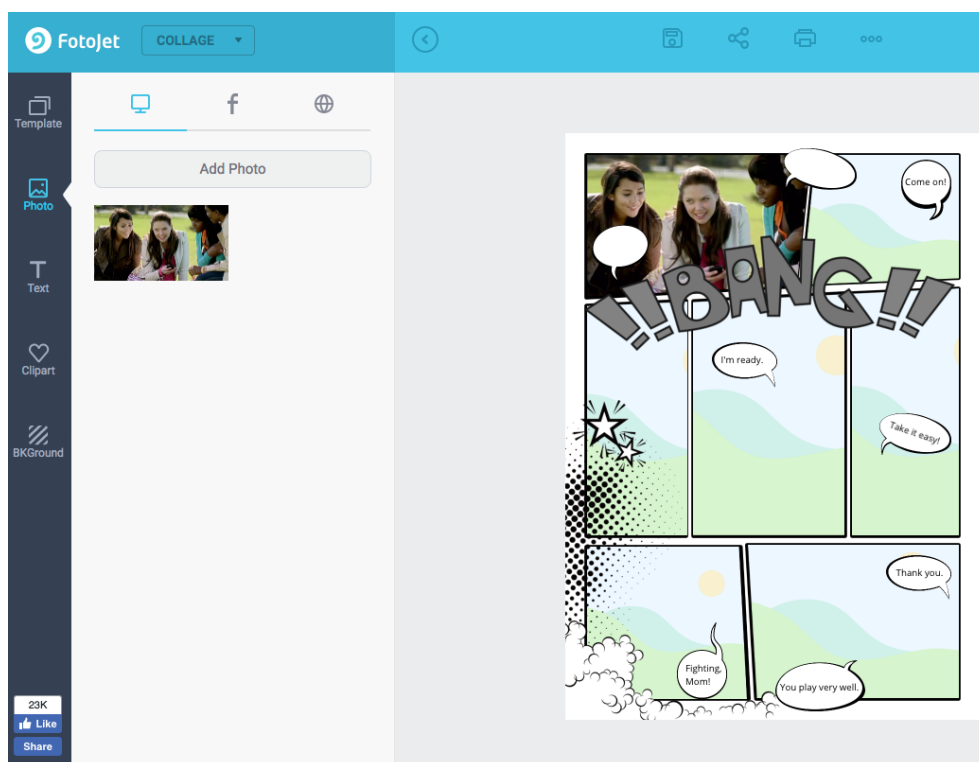 FotoJet
COLLAGE
Template
Photo
Text
Clipart
BKGround
23K
Like
Share
Add Photo
Come on!
!!BANG!!
I'm ready.
Take it easy!
Thank you.
Fighting,
Mom!
You play very well.